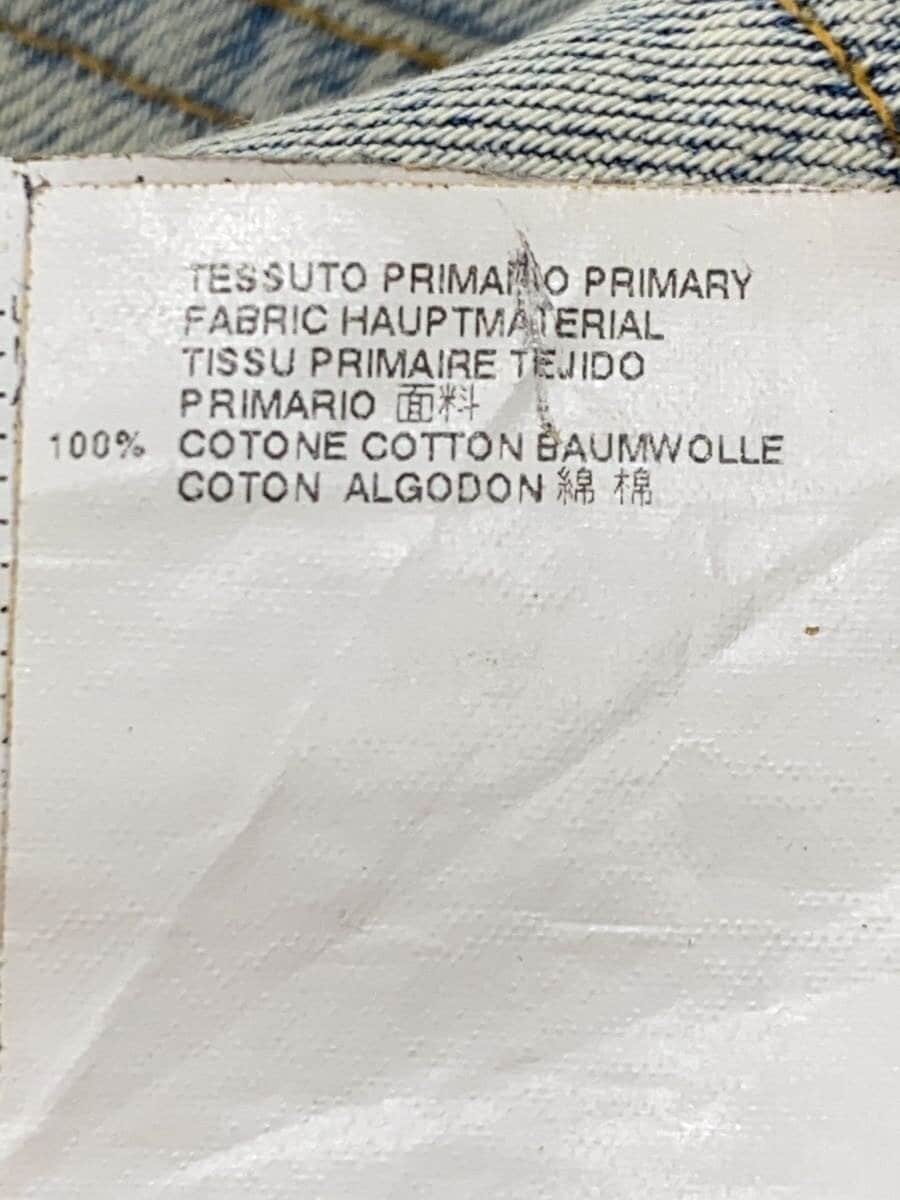 TESSUTO PRIMARIO PRIMARY
FABRIC HAUPTMATERIAL
TISSU PRIMAIRE TEJIDO
PRIMARIO 面料
100% COTONE COTTON BAUMWOLLE
COTON ALGODON 綿 棉